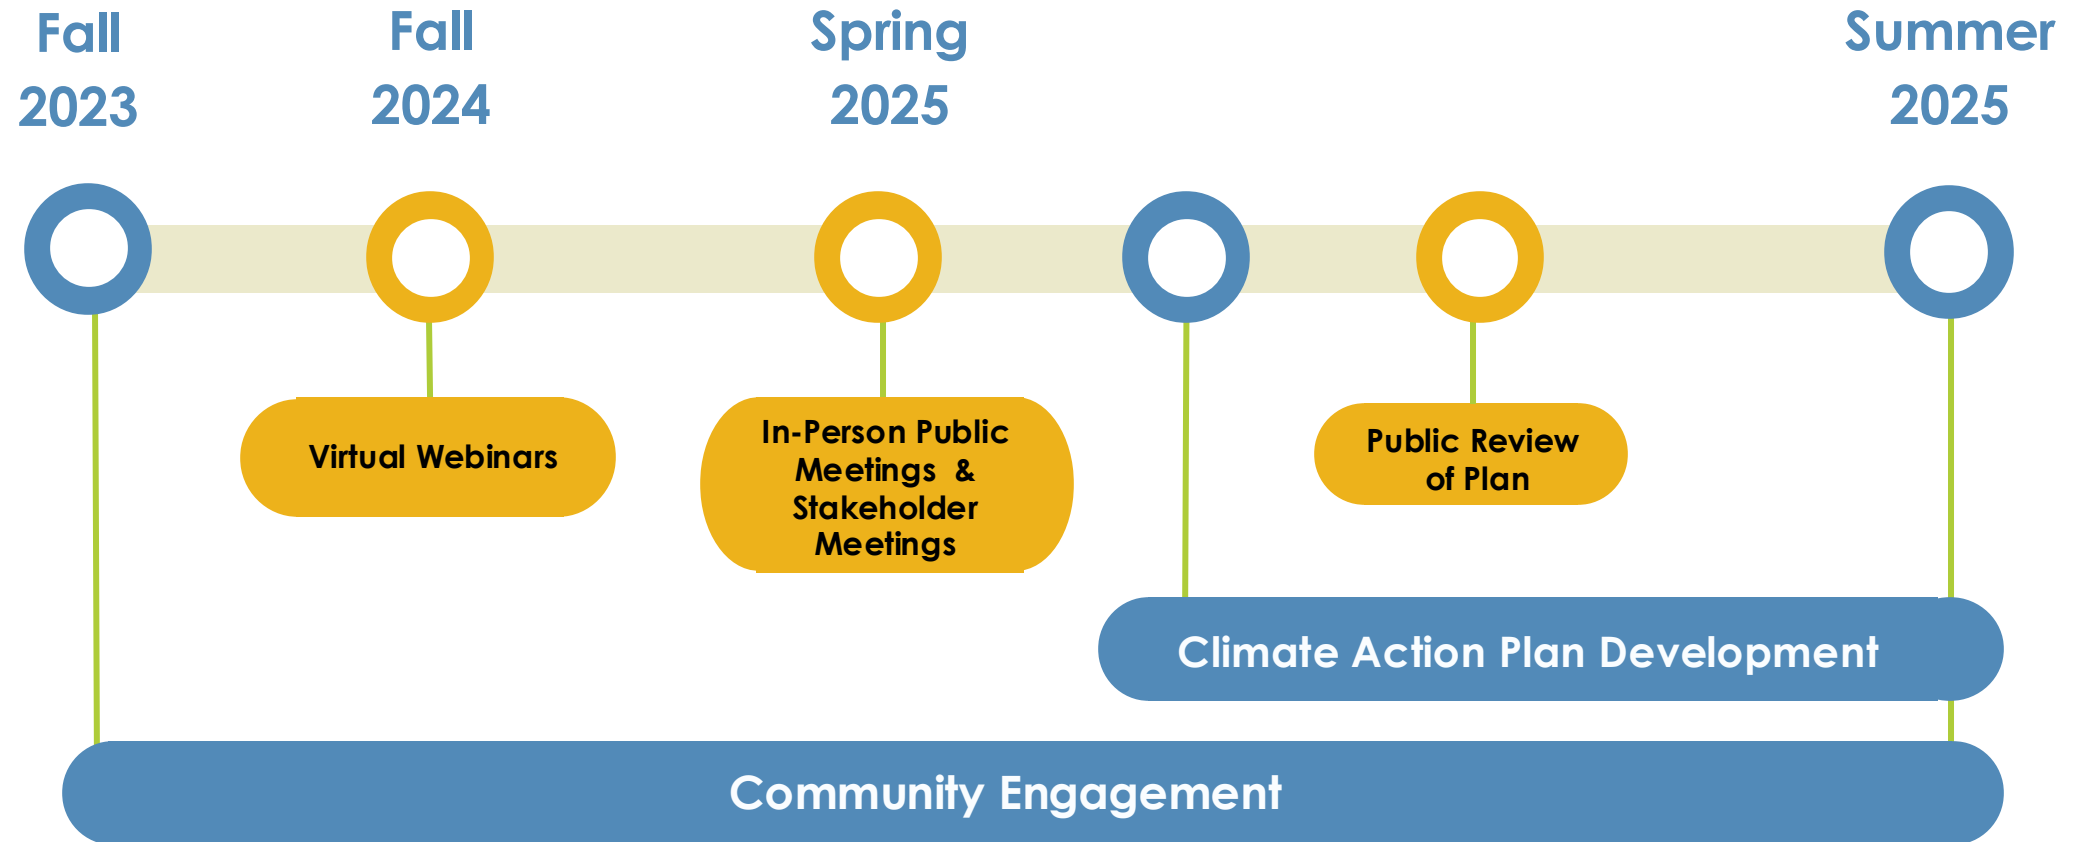 Fall
2023
Fall
2024
Spring
2025
Summer
2025
Virtual Webinars
In-Person Public
Meetings &
Stakeholder
Meetings
Public Review
of Plan
Climate Action Plan Development
Community Engagement